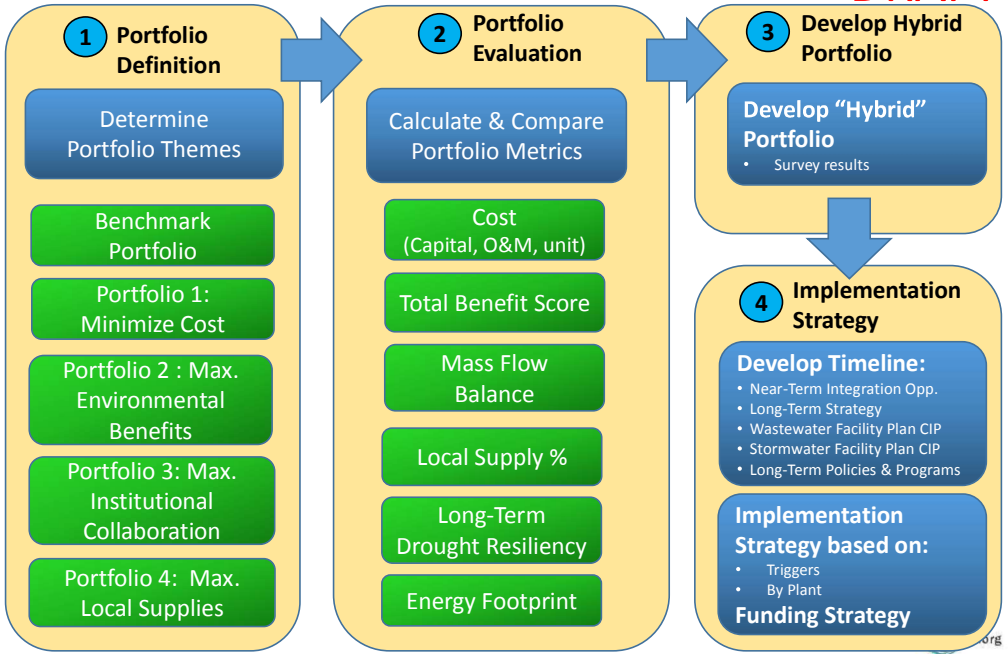 1
Portfolio
Definition
Determine
Portfolio Themes
Benchmark
Portfolio
Portfolio 1:
Minimize Cost
Portfolio 2 : Max.
Environmental
Benefits
Portfolio 3: Max.
Institutional
Collaboration
Portfolio 4: Max.
Local Supplies
2
Portfolio
Evaluation
Calculate & Compare
Portfolio Metrics
Cost
(Capital, O&M, unit)
Total Benefit Score
Mass Flow
Balance
Local Supply %
Long-Term
Drought Resiliency
Energy Footprint
3
Develop Hybrid
Portfolio
Develop “Hybrid”
Portfolio
• Survey results
4
Implementation
Strategy
Develop Timeline:
• Near-Term Integration Opp.
• Long-Term Strategy
• Wastewater Facility Plan CIP
• Stormwater Facility Plan CIP
• Long-Term Policies & Programs
Implementation
Strategy based on:
• Triggers
• By Plant
Funding Strategy
.org